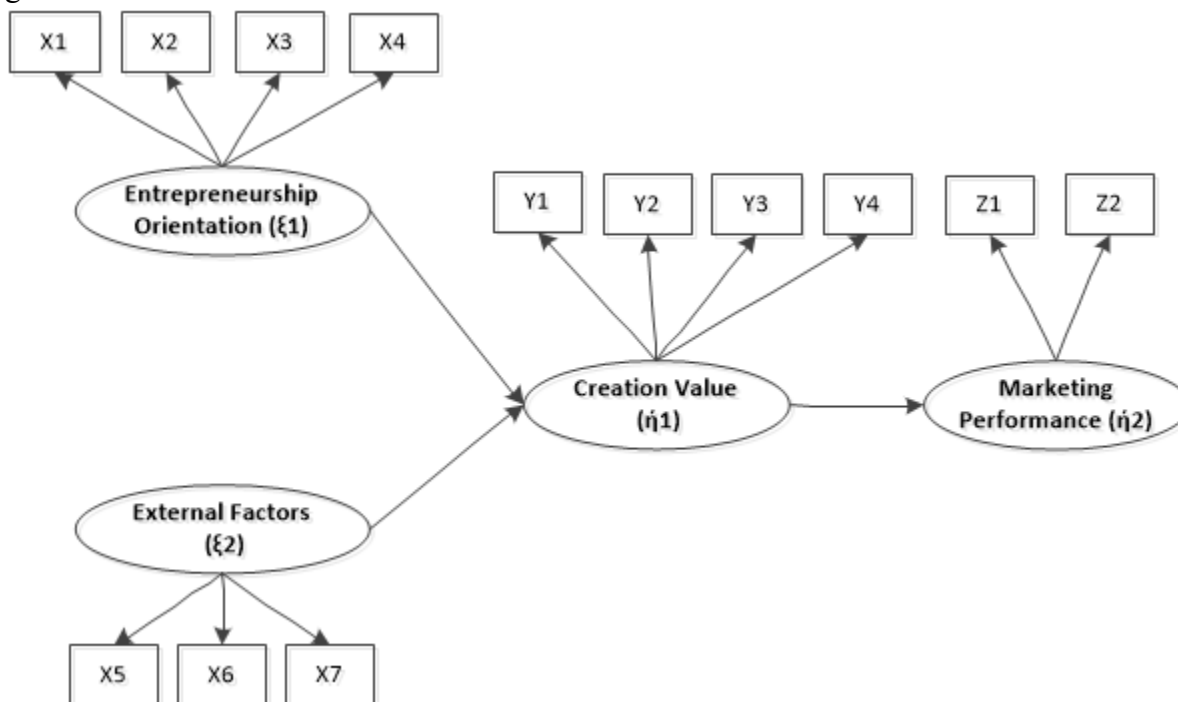 g
X1 X2 X3 X4
Entrepreneurship
Orientation (ξ1)
Y1 Y2 Y3 Y4 Z1 Z2
Creation Value
(ή1)
Marketing
Performance (ή2)
External Factors
(ξ2)
X5 X6 X7